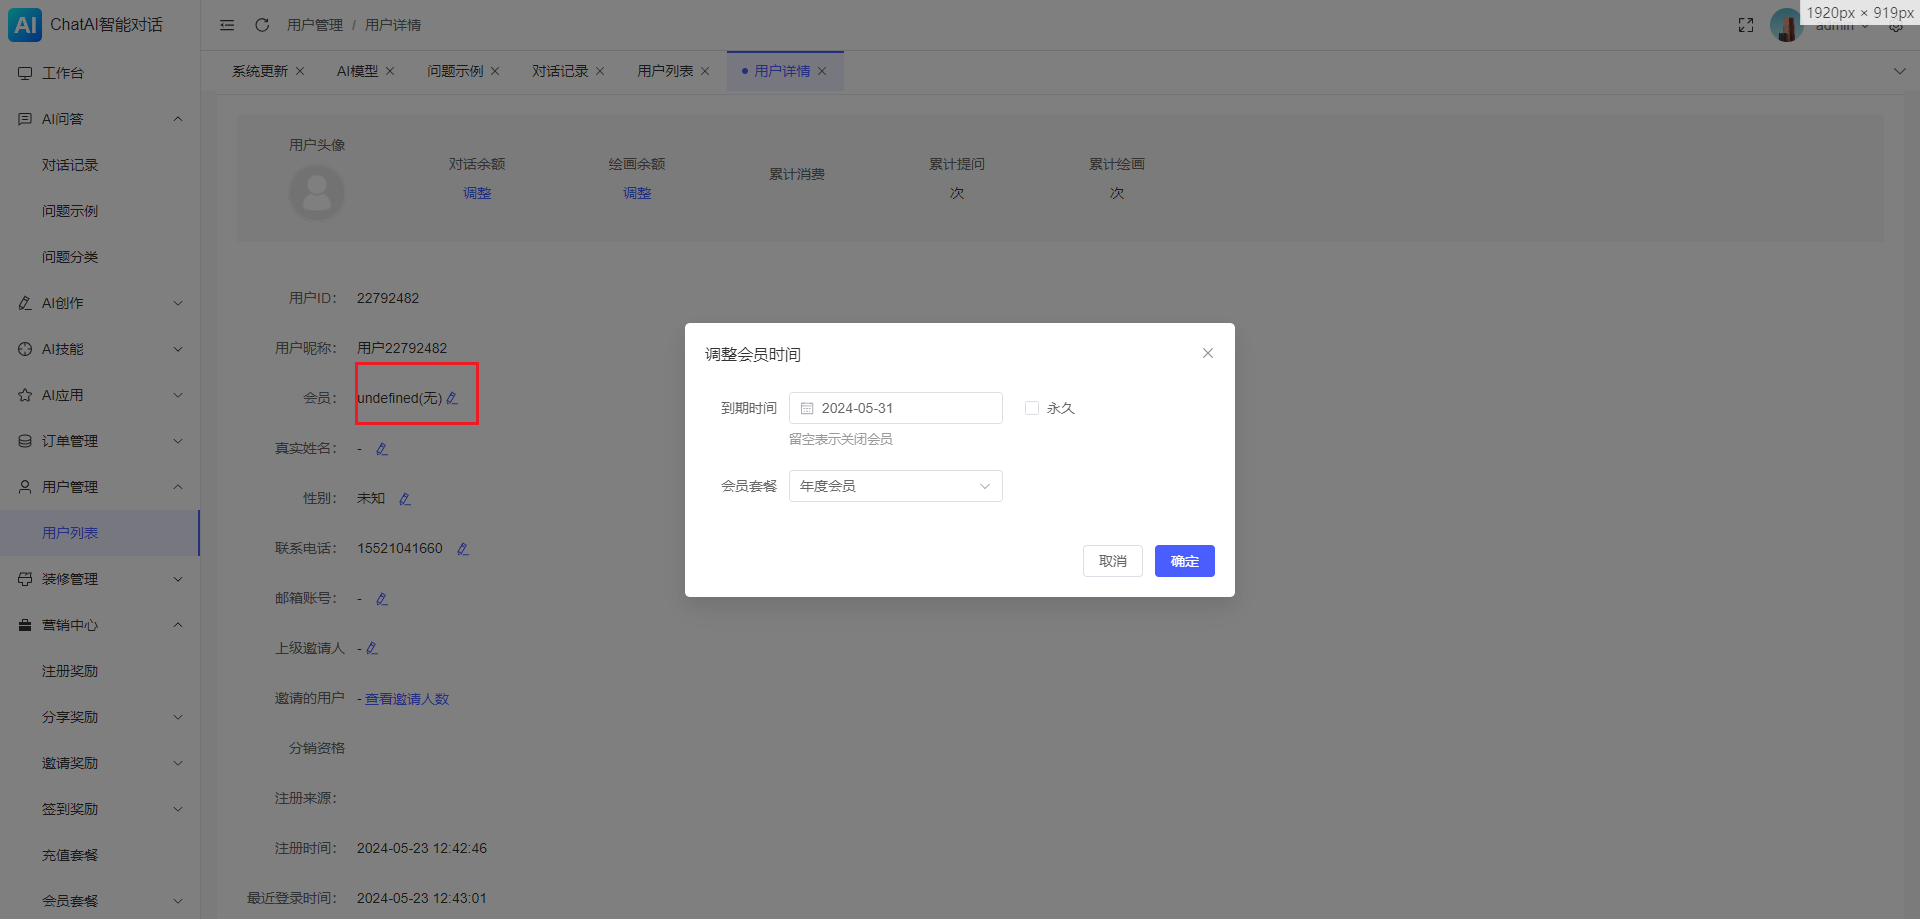 ChatAI智能对话
用户管理 / 用户详情
1920px × 919px
admin
系统更新
AI模型
问题示例
对话记录
用户列表
用户详情
工作台
AI问答
对话记录
问题示例
问题分类
AI创作
AI技能
AI应用
订单管理
用户管理
用户列表
装修管理
营销中心
注册奖励
分享奖励
邀请奖励
签到奖励
充值套餐
会员套餐
用户头像
对话余额
调整
绘画余额
调整
累计消费
累计提问
次
累计绘画
次
用户ID： 22792482
用户昵称： 用户22792482
会员： undefined(无)
真实姓名： -
性别： 未知
联系电话： 15521041660
邮箱账号： -
上级邀请人 -
邀请的用户 - 查看邀请人数
分销资格
注册来源：
注册时间： 2024-05-23 12:42:46
最近登录时间： 2024-05-23 12:43:01
调整会员时间
到期时间 2024-05-31 永久
留空表示关闭会员
会员套餐 年度会员
取消 确定